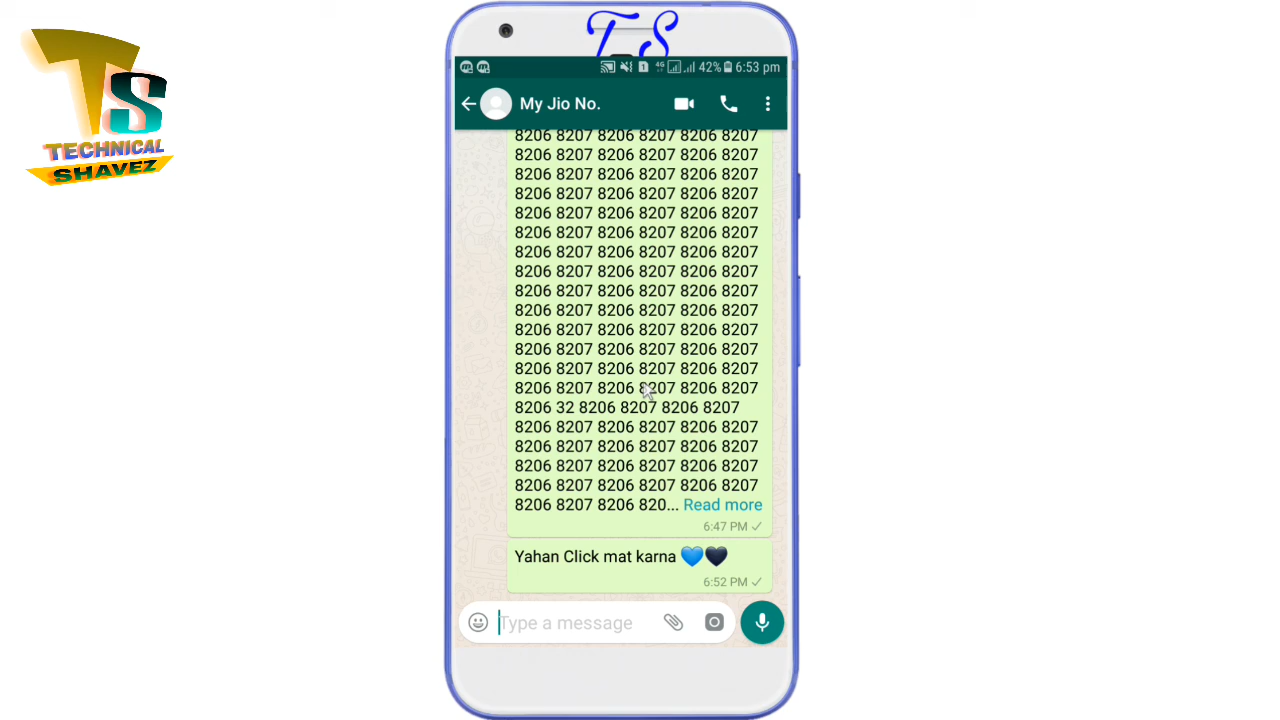 T S
TS
TECHNICAL
SHAVEZ
1 4G 42% 6:53 pm
My Jio No.
8206 8207 8206 8207 8206 8207
8206 8207 8206 8207 8206 8207
8206 8207 8206 8207 8206 8207
8206 8207 8206 8207 8206 8207
8206 8207 8206 8207 8206 8207
8206 8207 8206 8207 8206 8207
8206 8207 8206 8207 8206 8207
8206 8207 8206 8207 8206 8207
8206 8207 8206 8207 8206 8207
8206 8207 8206 8207 8206 8207
8206 8207 8206 8207 8206 8207
8206 8207 8206 8207 8206 8207
8206 8207 8206 8207 8206 8207
8206 8207 8206 8207 8206 8207
8206 32 8206 8207 8206 8207
8206 8207 8206 8207 8206 8207
8206 8207 8206 8207 8206 8207
8206 8207 8206 8207 8206 8207
8206 8207 8206 8207 8206 8207
8206 8207 8206 820... Read more
6:47 PM
Yahan Click mat karna 💙🖤
6:52 PM
Type a message